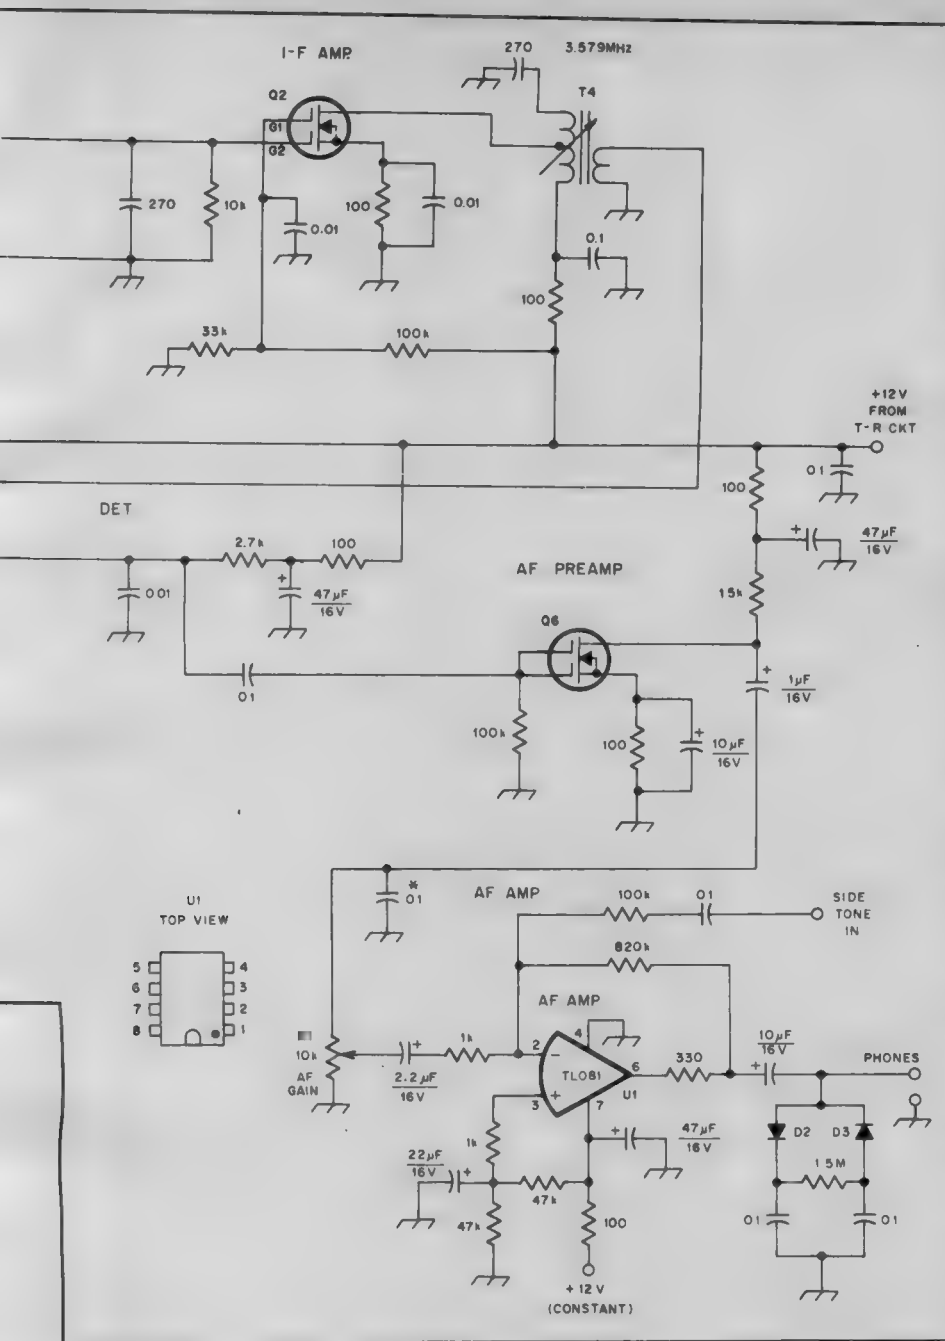 I-F AMP.
270
3.579MHz
T4
Q2
G1
G2
270
10k
0.01
100
0.01
0.1
100
33k
100k
+12V
FROM
T-R CKT
100
01
DET
2.7k
100
47µF
16V
AF PREAMP
0.01
+
47µF
16V
1.5k
Q6
01
+
1µF
16V
100k
100
+
10µF
16V
+
*
01
AF AMP
100k
01
SIDE
TONE
IN
U1
TOP VIEW
820k
5
4
6
3
7
2
8
1
AF AMP
4
10k
AF
GAIN
+
2.2µF
16V
1k
2
−
TL081
6
U1
+
3
7
330
10µF
16V
+
PHONES
1k
+
47µF
16V
D2
D3
22µF
16V
+
47k
1.5M
47k
100
01
01
+12V
(CONSTANT)